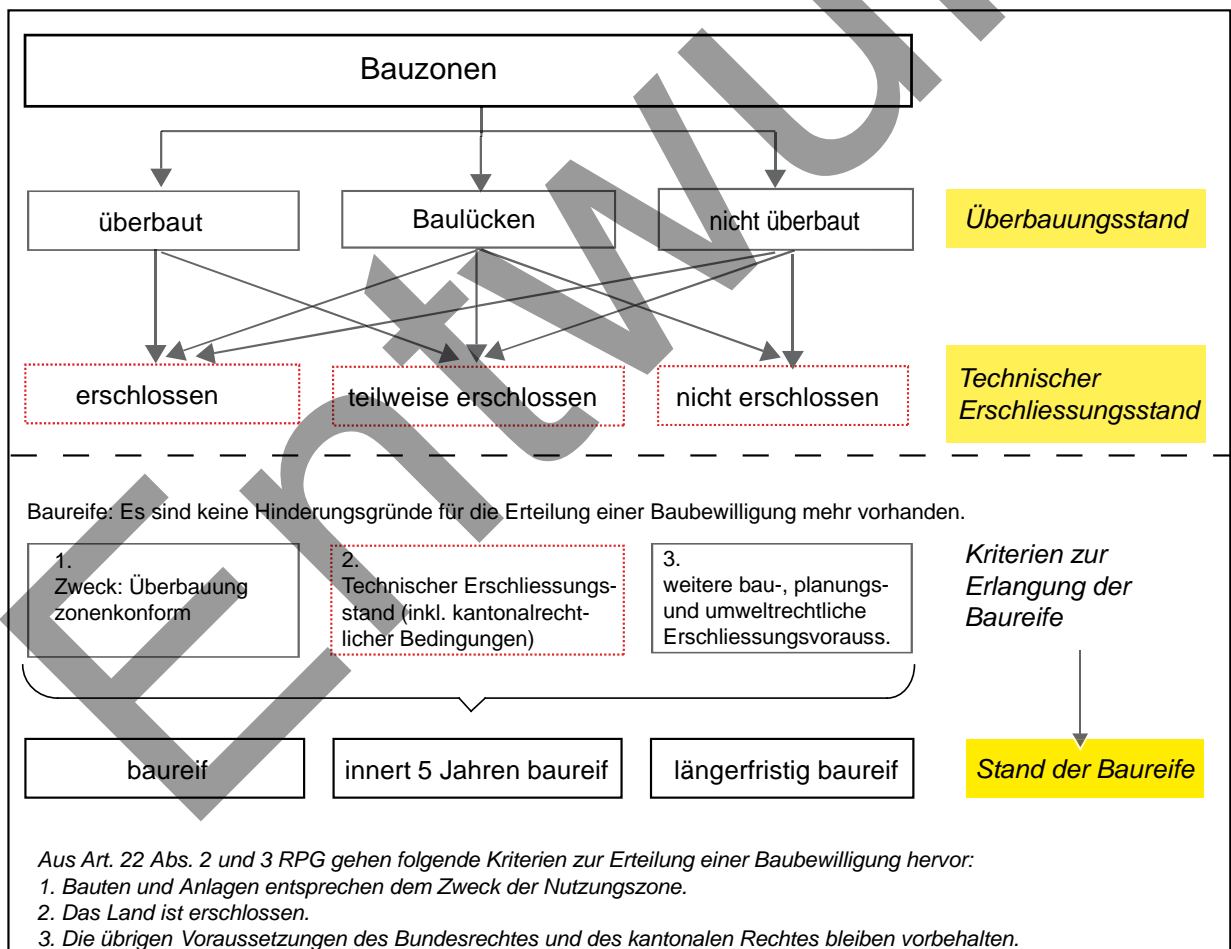 Bauzonen
überbaut
Baulücken
nicht überbaut
Überbauungsstand
erschlossen
teilweise erschlossen
nicht erschlossen
Technischer
Erschliessungsstand
Baureife: Es sind keine Hinderungsgründe für die Erteilung einer Baubewilligung mehr vorhanden.
1.
Zweck: Überbauung
zonenkonform
2.
Technischer Erschliessungs-
stand (inkl. kantonalrecht-
licher Bedingungen)
3.
weitere bau-, planungs-
und umweltrechtliche
Erschliessungsvorauss.
Kriterien zur
Erlangung der
Baureife
baureif
innert 5 Jahren baureif
längerfristig baureif
Stand der Baureife
Aus Art. 22 Abs. 2 und 3 RPG gehen folgende Kriterien zur Erteilung einer Baubewilligung hervor:
1. Bauten und Anlagen entsprechen dem Zweck der Nutzungszone.
2. Das Land ist erschlossen.
3. Die übrigen Voraussetzungen des Bundesrechtes und des kantonalen Rechtes bleiben vorbehalten.
Entwu